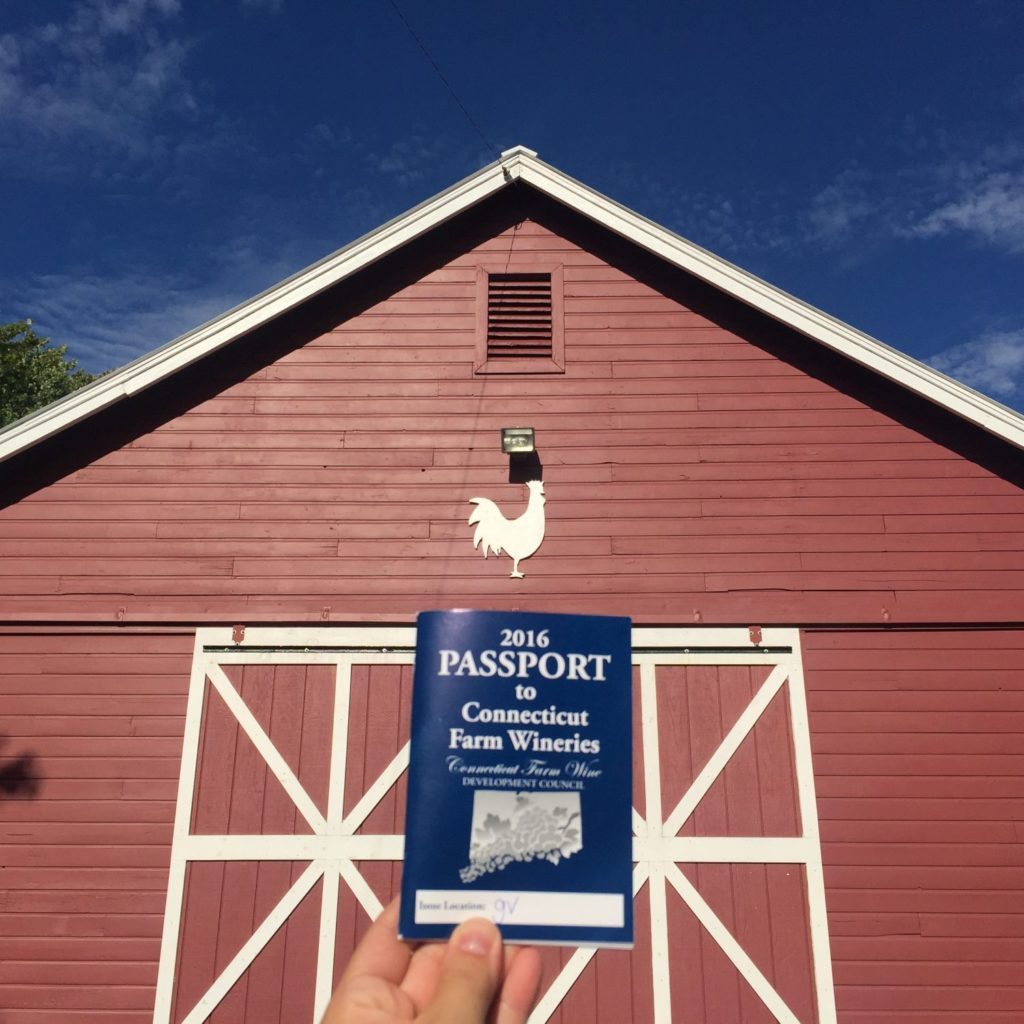 2016
PASSPORT
to
Connecticut
Farm Wineries
Connecticut Farm Wine
DEVELOPMENT COUNCIL
Issue Location: gv